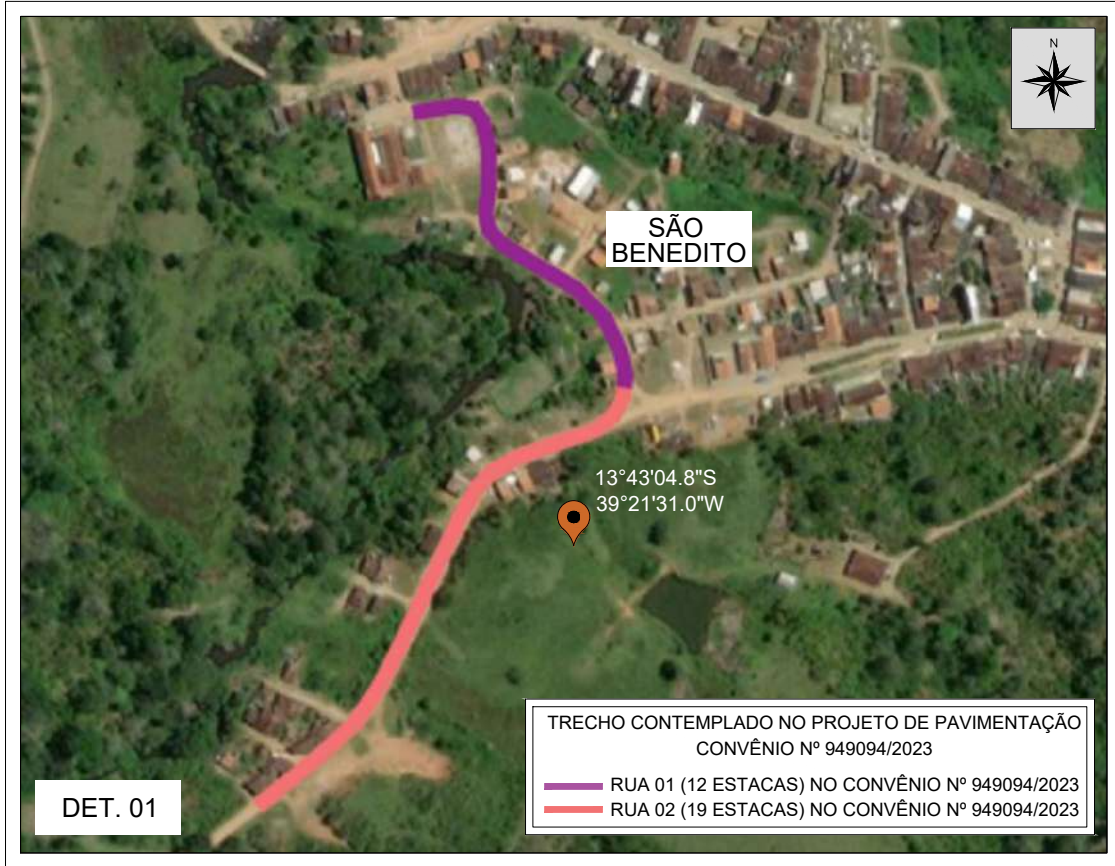 N
SÃO
BENEDITO
13°43'04.8"S
39°21'31.0"W
TRECHO CONTEMPLADO NO PROJETO DE PAVIMENTAÇÃO
CONVÊNIO Nº 949094/2023
RUA 01 (12 ESTACAS) NO CONVÊNIO Nº 949094/2023
RUA 02 (19 ESTACAS) NO CONVÊNIO Nº 949094/2023
DET. 01